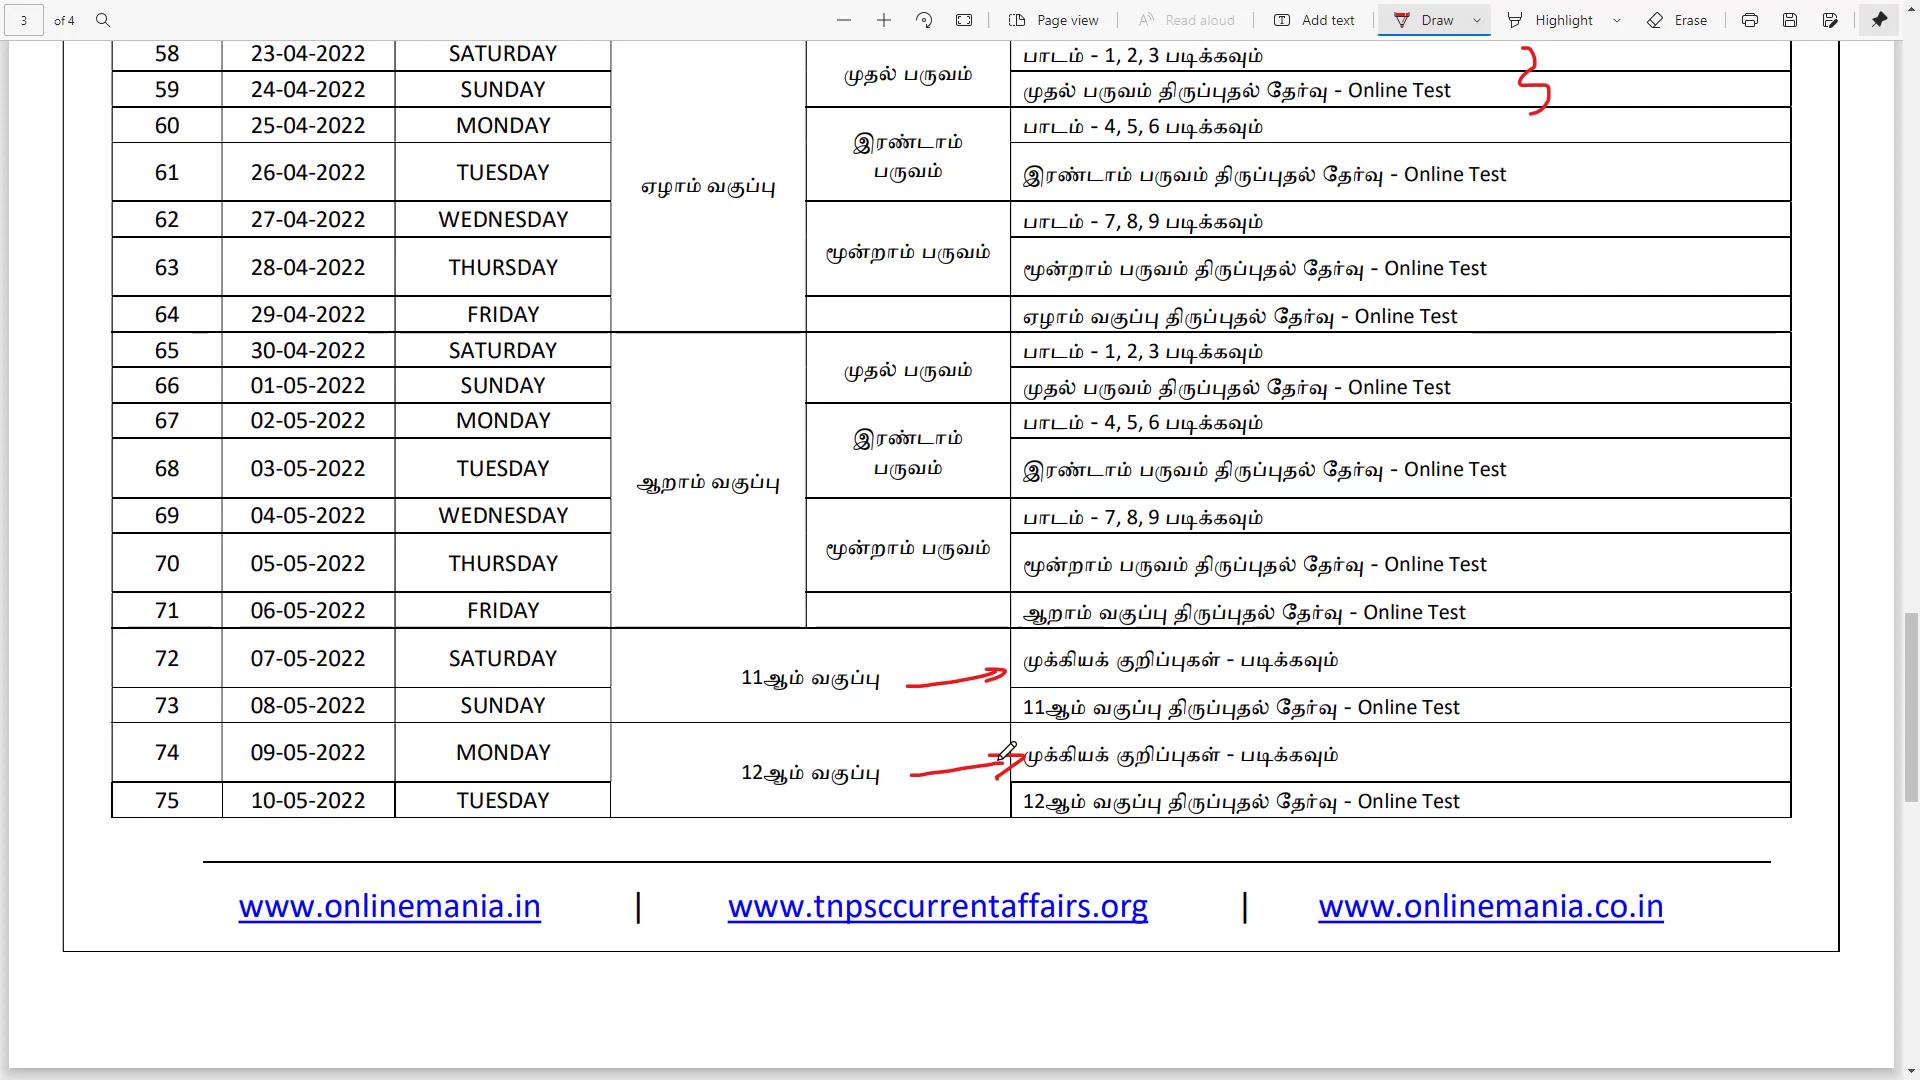 3 of 4 Page view Read aloud Add text Draw Highlight Erase
58 23-04-2022 SATURDAY ஏழாம் வகுப்பு முதல் பருவம் பாடம் - 1, 2, 3 படிக்கவும்
59 24-04-2022 SUNDAY முதல் பருவம் திருப்புதல் தேர்வு - Online Test
60 25-04-2022 MONDAY இரண்டாம் பருவம் பாடம் - 4, 5, 6 படிக்கவும்
61 26-04-2022 TUESDAY இரண்டாம் பருவம் திருப்புதல் தேர்வு - Online Test
62 27-04-2022 WEDNESDAY மூன்றாம் பருவம் பாடம் - 7, 8, 9 படிக்கவும்
63 28-04-2022 THURSDAY மூன்றாம் பருவம் திருப்புதல் தேர்வு - Online Test
64 29-04-2022 FRIDAY ஏழாம் வகுப்பு திருப்புதல் தேர்வு - Online Test
65 30-04-2022 SATURDAY ஆறாம் வகுப்பு முதல் பருவம் பாடம் - 1, 2, 3 படிக்கவும்
66 01-05-2022 SUNDAY முதல் பருவம் திருப்புதல் தேர்வு - Online Test
67 02-05-2022 MONDAY இரண்டாம் பருவம் பாடம் - 4, 5, 6 படிக்கவும்
68 03-05-2022 TUESDAY இரண்டாம் பருவம் திருப்புதல் தேர்வு - Online Test
69 04-05-2022 WEDNESDAY மூன்றாம் பருவம் பாடம் - 7, 8, 9 படிக்கவும்
70 05-05-2022 THURSDAY மூன்றாம் பருவம் திருப்புதல் தேர்வு - Online Test
71 06-05-2022 FRIDAY ஆறாம் வகுப்பு திருப்புதல் தேர்வு - Online Test
72 07-05-2022 SATURDAY 11ஆம் வகுப்பு முக்கியக் குறிப்புகள் - படிக்கவும்
73 08-05-2022 SUNDAY 11ஆம் வகுப்பு திருப்புதல் தேர்வு - Online Test
74 09-05-2022 MONDAY 12ஆம் வகுப்பு முக்கியக் குறிப்புகள் - படிக்கவும்
75 10-05-2022 TUESDAY 12ஆம் வகுப்பு திருப்புதல் தேர்வு - Online Test
www.onlinemania.in | www.tnpsccurrentaffairs.org | www.onlinemania.co.in